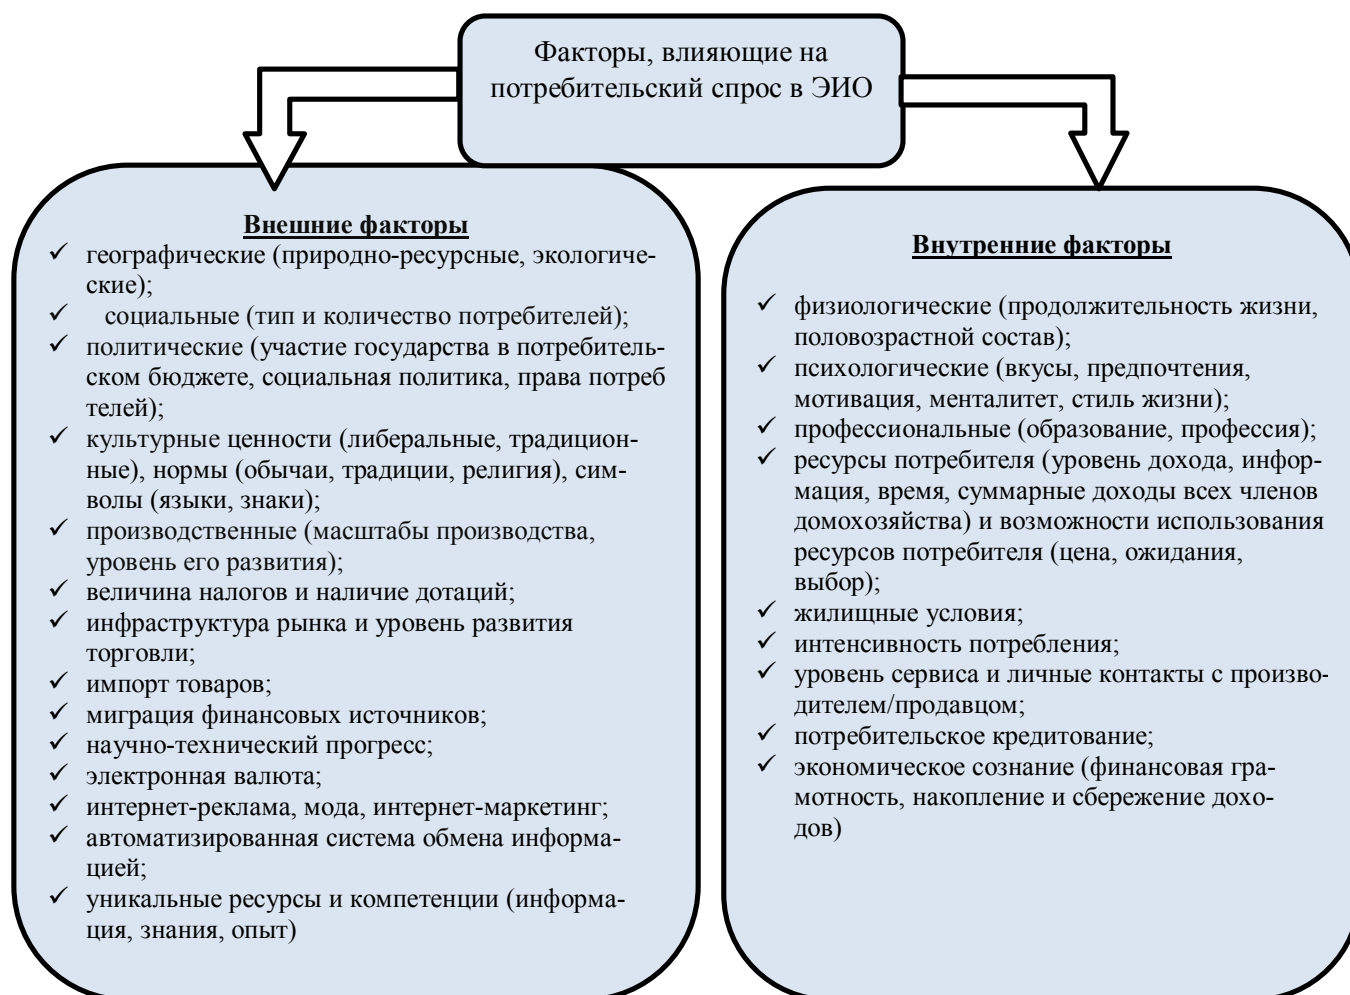 Факторы, влияющие на
потребительский спрос в ЭИО
Внешние факторы
✓ географические (природно-ресурсные, экологиче-
ские);
✓ социальные (тип и количество потребителей);
✓ политические (участие государства в потребитель-
ском бюджете, социальная политика, права потреб
телей);
✓ культурные ценности (либеральные, традицион-
ные), нормы (обычаи, традиции, религия), сим-
волы (языки, знаки);
✓ производственные (масштабы производства,
уровень его развития);
✓ величина налогов и наличие дотаций;
✓ инфраструктура рынка и уровень развития
торговли;
✓ импорт товаров;
✓ миграция финансовых источников;
✓ научно-технический прогресс;
✓ электронная валюта;
✓ интернет-реклама, мода, интернет-маркетинг;
✓ автоматизированная система обмена информа-
цией;
✓ уникальные ресурсы и компетенции (информа-
ция, знания, опыт)
Внутренние факторы
✓ физиологические (продолжительность жизни,
половозрастной состав);
✓ психологические (вкусы, предпочтения,
мотивация, менталитет, стиль жизни);
✓ профессиональные (образование, профессия);
✓ ресурсы потребителя (уровень дохода, инфор-
мация, время, суммарные доходы всех членов
домохозяйства) и возможности использования
ресурсов потребителя (цена, ожидания,
выбор);
✓ жилищные условия;
✓ интенсивность потребления;
✓ уровень сервиса и личные контакты с произво-
дителем/продавцом;
✓ потребительское кредитование;
✓ экономическое сознание (финансовая гра-
мотность, накопление и сбережение дохо-
дов)